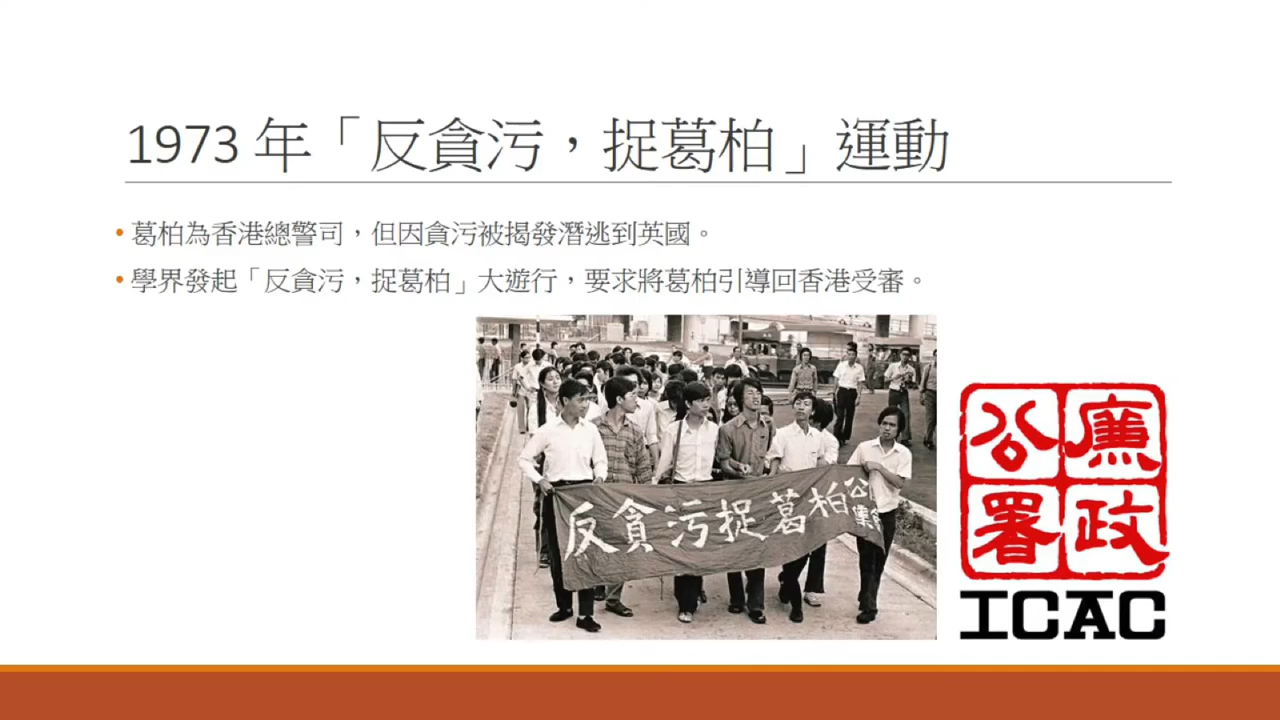 1973 年「反貪污，捉葛柏」運動
• 葛柏為香港總警司，但因貪污被揭發潛逃到英國。
• 學界發起「反貪污，捉葛柏」大遊行，要求將葛柏引導回香港受審。
反貪污捉葛柏
公
集會
廉政公署
ICAC